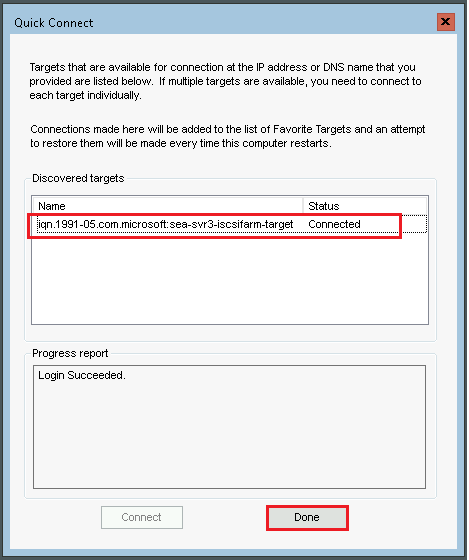 Quick Connect
Targets that are available for connection at the IP address or DNS name that you
provided are listed below.  If multiple targets are available, you need to connect to
each target individually.
Connections made here will be added to the list of Favorite Targets and an attempt
to restore them will be made every time this computer restarts.
Discovered targets
Name Status
iqn.1991-05.com.microsoft:sea-svr3-iscsifarm-target Connected
Progress report
Login Succeeded.
Connect Done